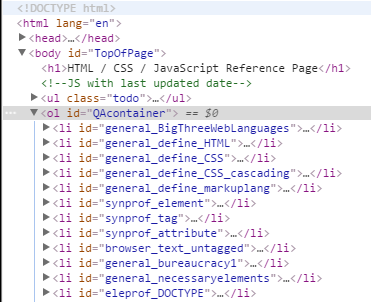 <!DOCTYPE html>
<html lang="en">
<head>…</head>
<body id="TopOfPage">
<h1>HTML / CSS / JavaScript Reference Page</h1>
<!--JS with last updated date-->
<ul class="todo">…</ul>
<ol id="QAcontainer"> == $0
<li id="general_BigThreeWebLanguages">…</li>
<li id="general_define_HTML">…</li>
<li id="general_define_CSS">…</li>
<li id="general_define_CSS_cascading">…</li>
<li id="general_define_markuplang">…</li>
<li id="synprof_element">…</li>
<li id="synprof_tag">…</li>
<li id="synprof_attribute">…</li>
<li id="browser_text_untagged">…</li>
<li id="general_bureaucracy1">…</li>
<li id="general_necessaryelements">…</li>
<li id="eleprof_DOCTYPE">…</li>